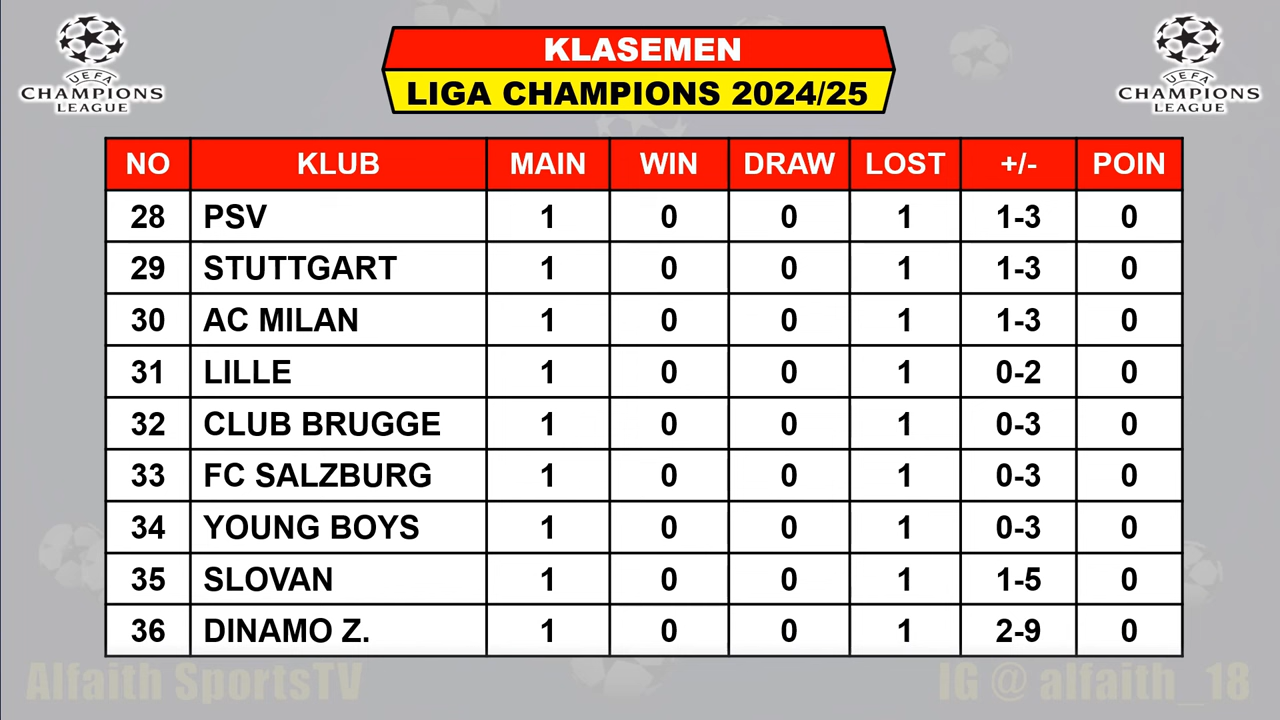 UEFA
CHAMPIONS
LEAGUE
KLASEMEN
LIGA CHAMPIONS 2024/25
UEFA
CHAMPIONS
LEAGUE
NO KLUB MAIN WIN DRAW LOST +/- POIN
28 PSV 1 0 0 1 1-3 0
29 STUTTGART 1 0 0 1 1-3 0
30 AC MILAN 1 0 0 1 1-3 0
31 LILLE 1 0 0 1 0-2 0
32 CLUB BRUGGE 1 0 0 1 0-3 0
33 FC SALZBURG 1 0 0 1 0-3 0
34 YOUNG BOYS 1 0 0 1 0-3 0
35 SLOVAN 1 0 0 1 1-5 0
36 DINAMO Z. 1 0 0 1 2-9 0
Alfaith SportsTV
IG @ alfaith_18